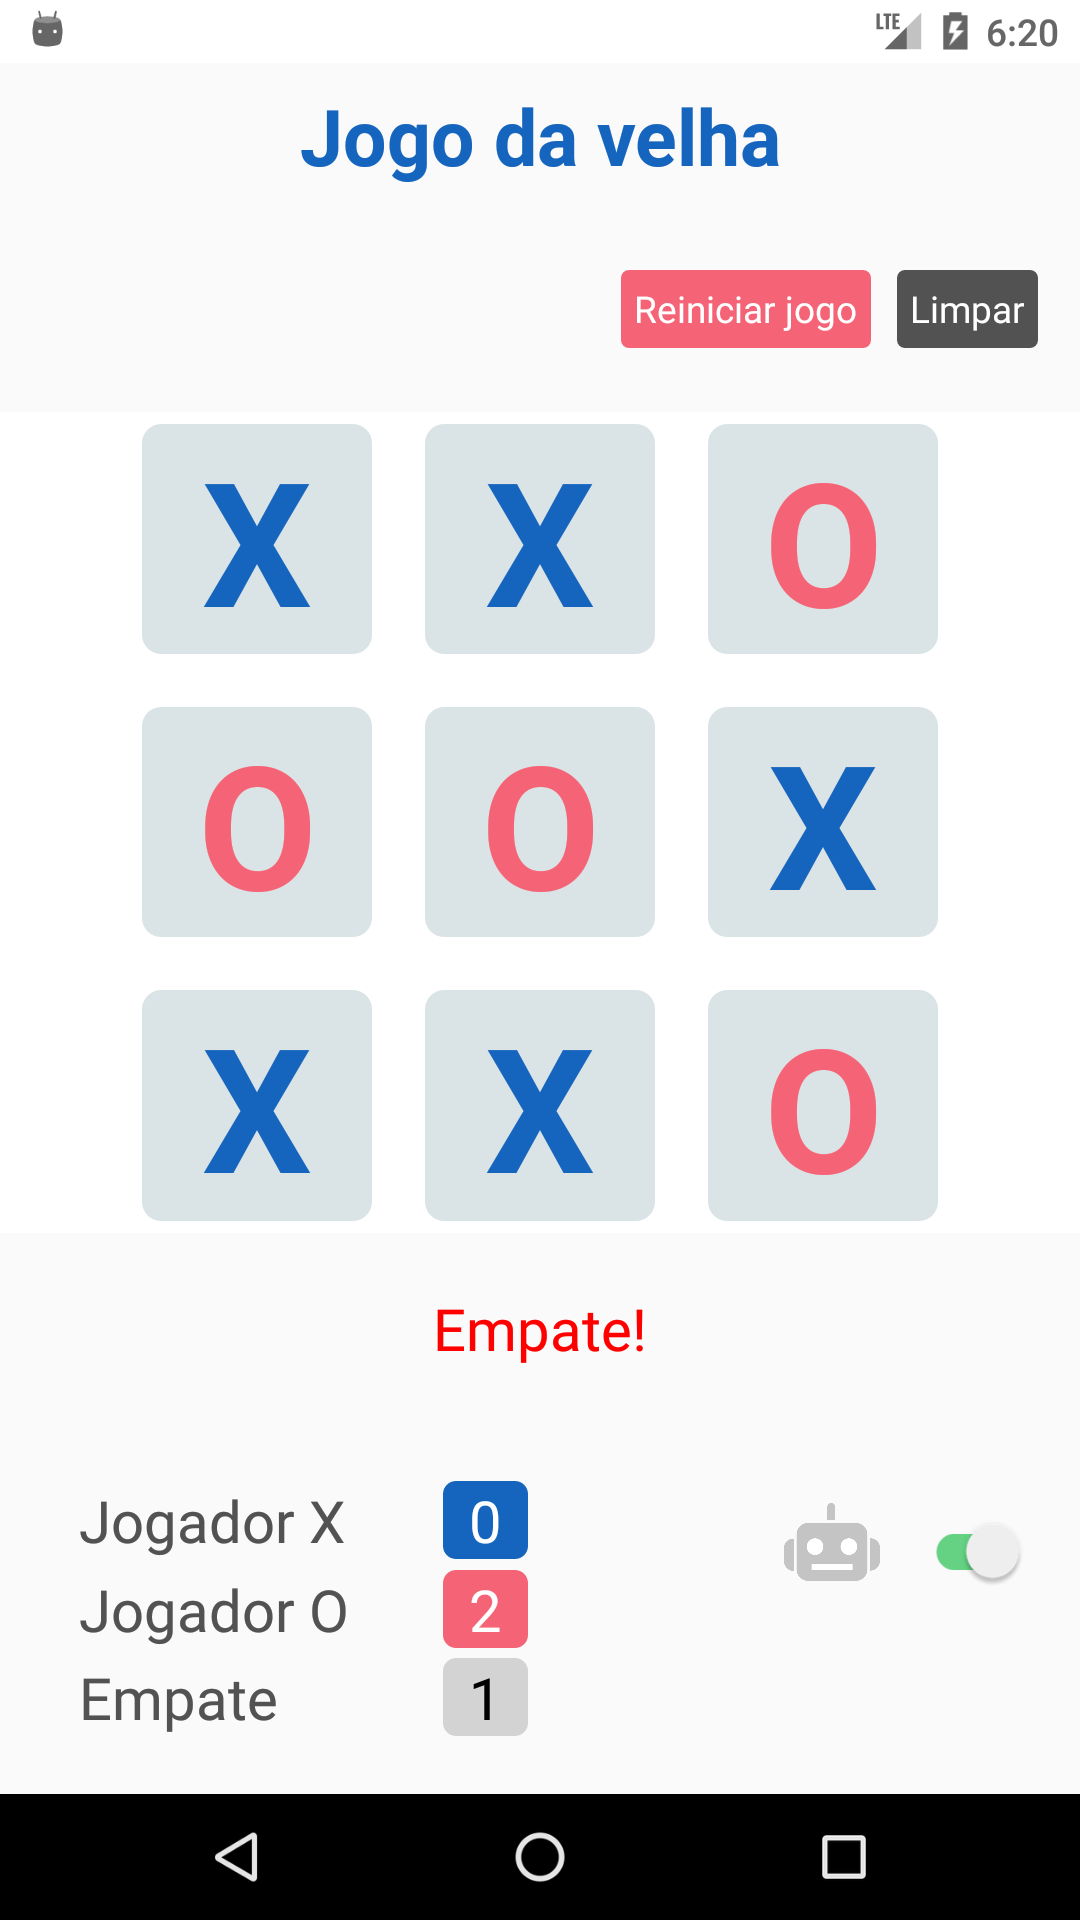 LTE 6:20
Jogo da velha
Reiniciar jogo Limpar
X X O
O O X
X X O
Empate!
Jogador X 0
Jogador O 2
Empate 1